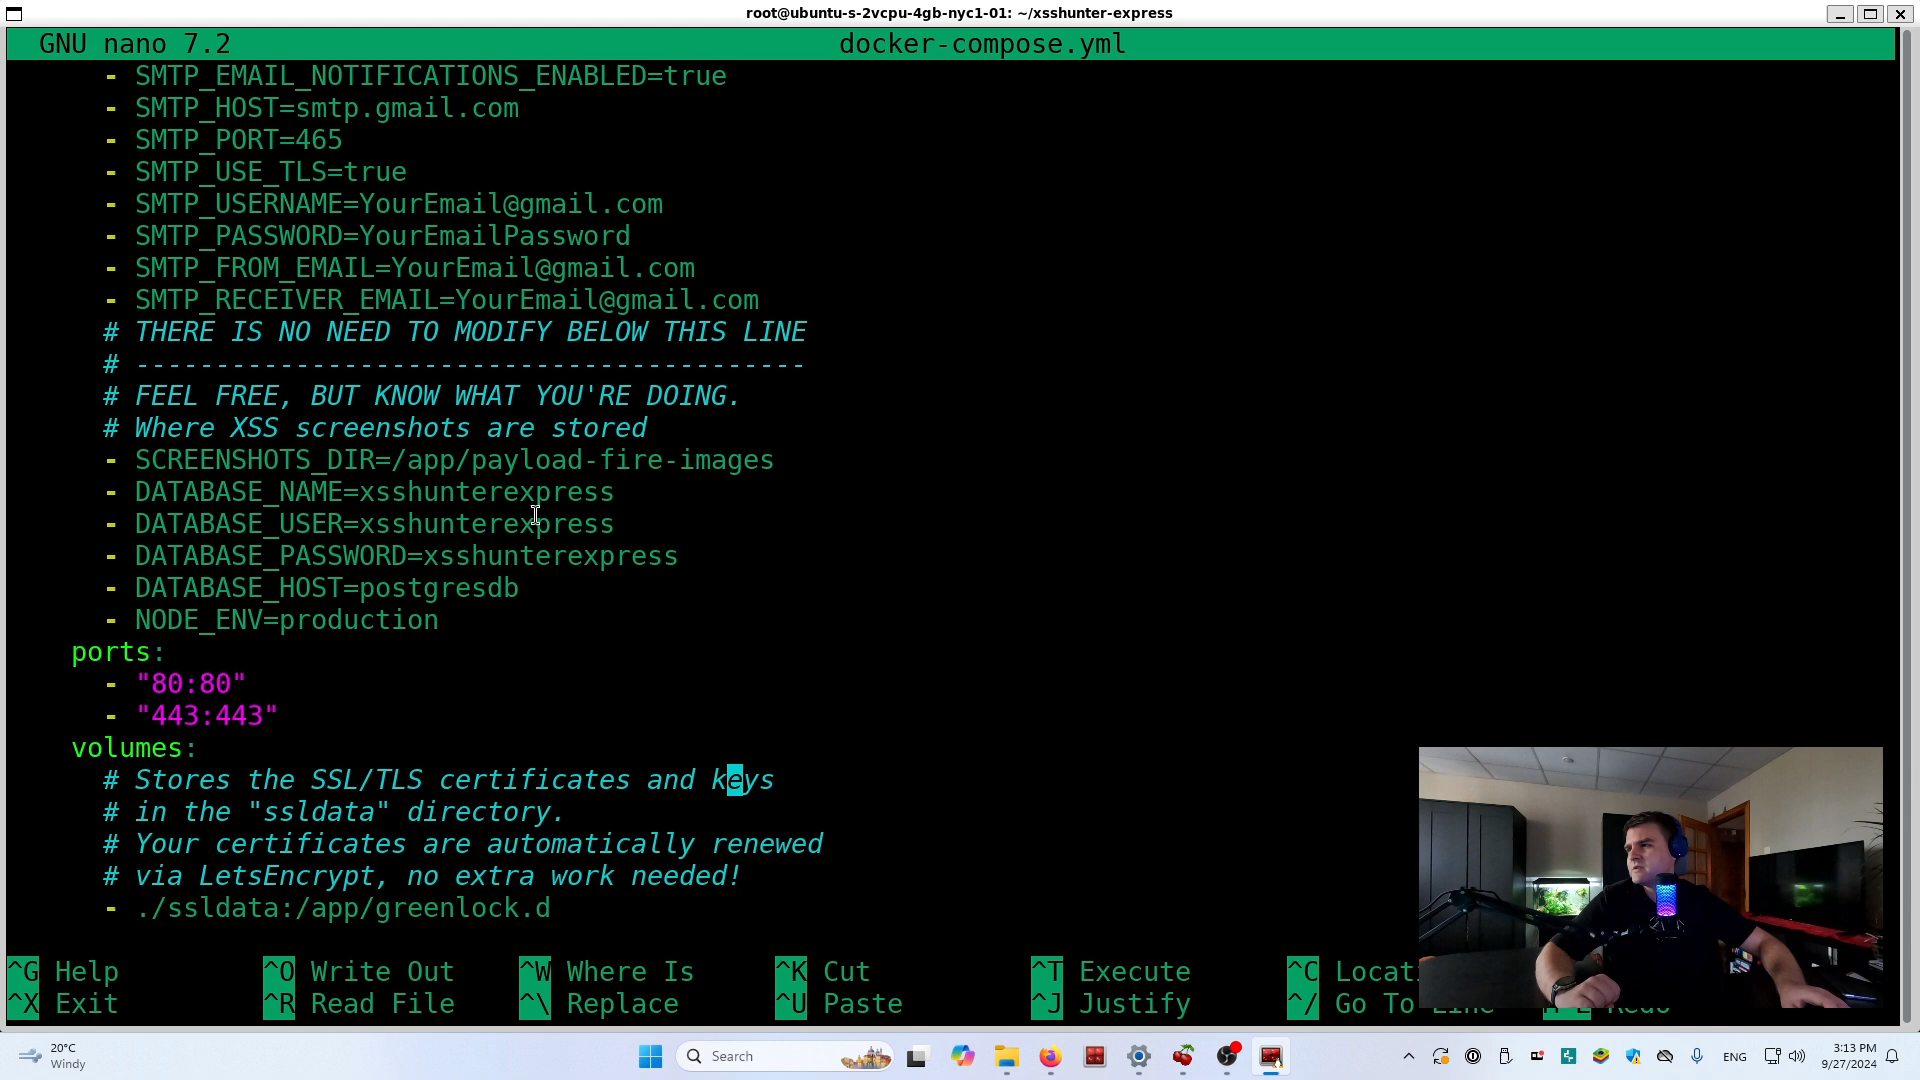 root@ubuntu-s-2vcpu-4gb-nyc1-01: ~/xsshunter-express
GNU nano 7.2 docker-compose.yml
- SMTP_EMAIL_NOTIFICATIONS_ENABLED=true
- SMTP_HOST=smtp.gmail.com
- SMTP_PORT=465
- SMTP_USE_TLS=true
- SMTP_USERNAME=YourEmail@gmail.com
- SMTP_PASSWORD=YourEmailPassword
- SMTP_FROM_EMAIL=YourEmail@gmail.com
- SMTP_RECEIVER_EMAIL=YourEmail@gmail.com
# THERE IS NO NEED TO MODIFY BELOW THIS LINE
# ------------------------------------------
# FEEL FREE, BUT KNOW WHAT YOU'RE DOING.
# Where XSS screenshots are stored
- SCREENSHOTS_DIR=/app/payload-fire-images
- DATABASE_NAME=xsshunterexpress
- DATABASE_USER=xsshunterexpress
- DATABASE_PASSWORD=xsshunterexpress
- DATABASE_HOST=postgresdb
- NODE_ENV=production
ports:
- "80:80"
- "443:443"
volumes:
# Stores the SSL/TLS certificates and keys
# in the "ssldata" directory.
# Your certificates are automatically renewed
# via LetsEncrypt, no extra work needed!
- ./ssldata:/app/greenlock.d
^G Help ^O Write Out ^W Where Is ^K Cut ^T Execute ^C
^X Exit ^R Read File ^\ Replace ^U Paste ^J Justify ^/ Go To Line
20°C
Windy
Search
ENG
3:13 PM
9/27/2024